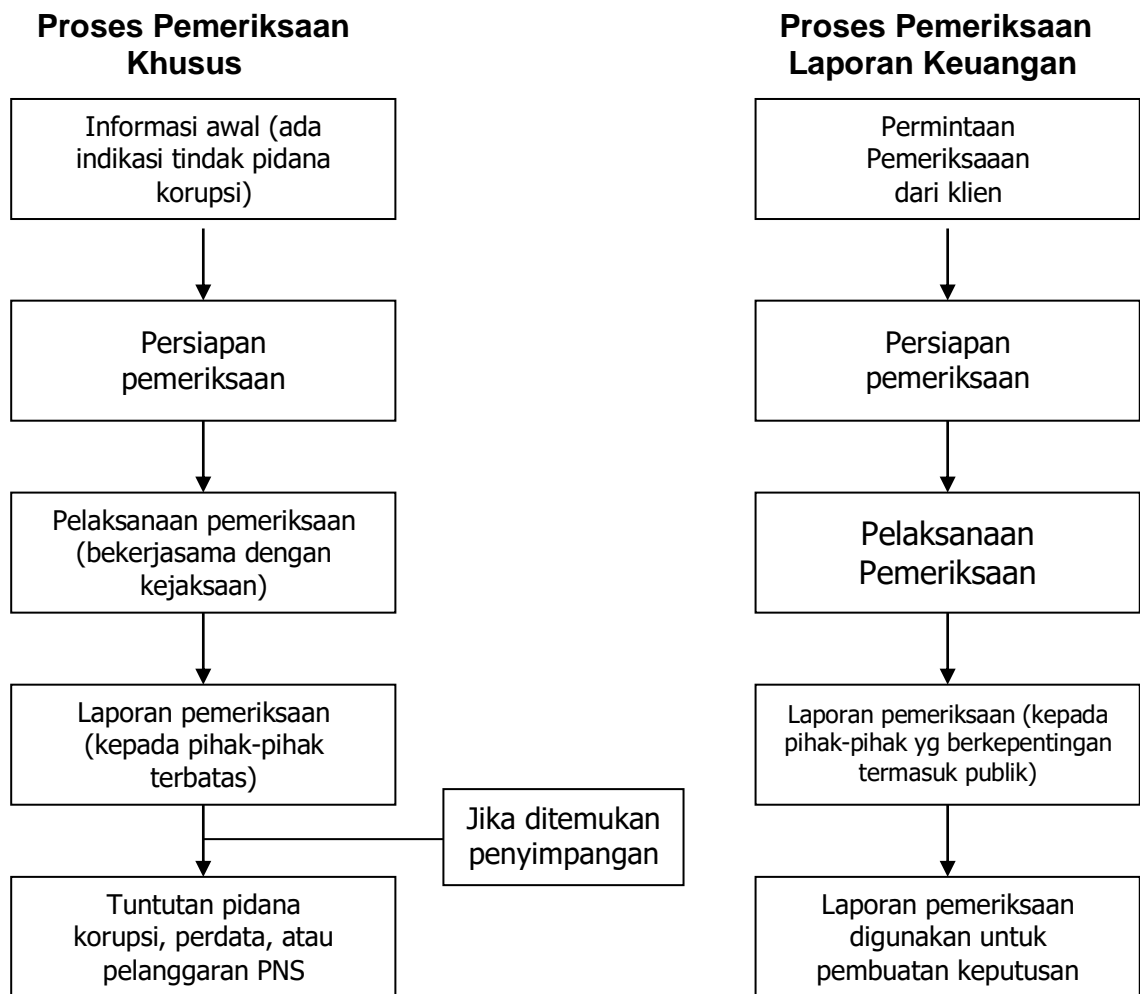 Proses Pemeriksaan
Khusus
Informasi awal (ada
indikasi tindak pidana
korupsi)
Persiapan
pemeriksaan
Pelaksanaan pemeriksaan
(bekerjasama dengan
kejaksaan)
Laporan pemeriksaan
(kepada pihak-pihak
terbatas)
Jika ditemukan
penyimpangan
Tuntutan pidana
korupsi, perdata, atau
pelanggaran PNS
Proses Pemeriksaan
Laporan Keuangan
Permintaan
Pemeriksaaan
dari klien
Persiapan
pemeriksaan
Pelaksanaan
Pemeriksaan
Laporan pemeriksaan (kepada
pihak-pihak yg berkepentingan
termasuk publik)
Laporan pemeriksaan
digunakan untuk
pembuatan keputusan